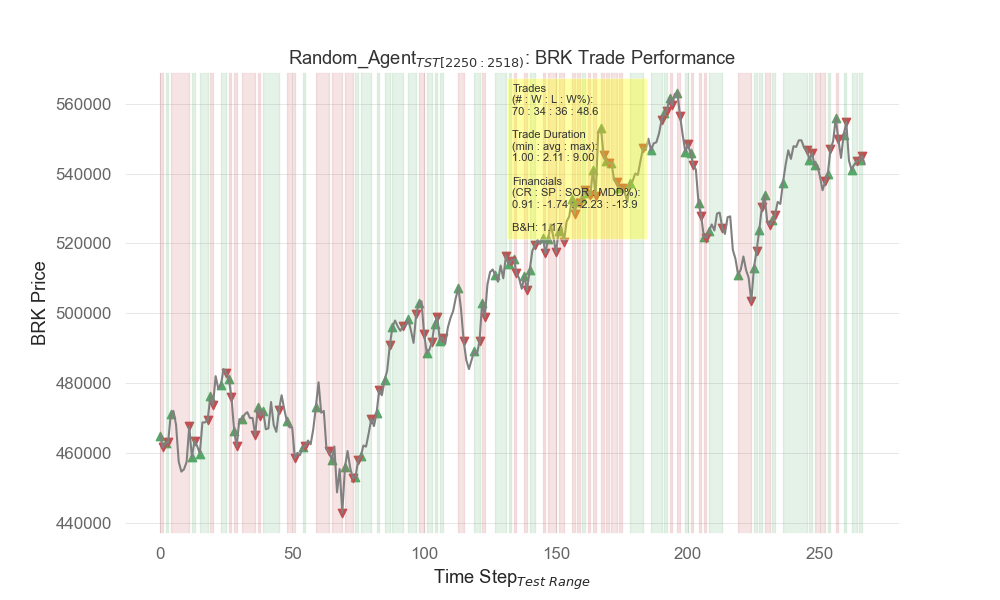 Random_Agent TST[2250 : 2518) : BRK Trade Performance
Trades
(# : W : L : W%):
70 : 34 : 36 : 48.6
Trade Duration
(min : avg : max):
1.00 : 2.11 : 9.00
Financials
(CR : SP : SOR : MDD%):
0.91 : -1.74 : -2.23 : -13.9
B&H: 1.17
BRK Price
560000
540000
520000
500000
480000
460000
440000
0 50 100 150 200 250
Time Step Test Range